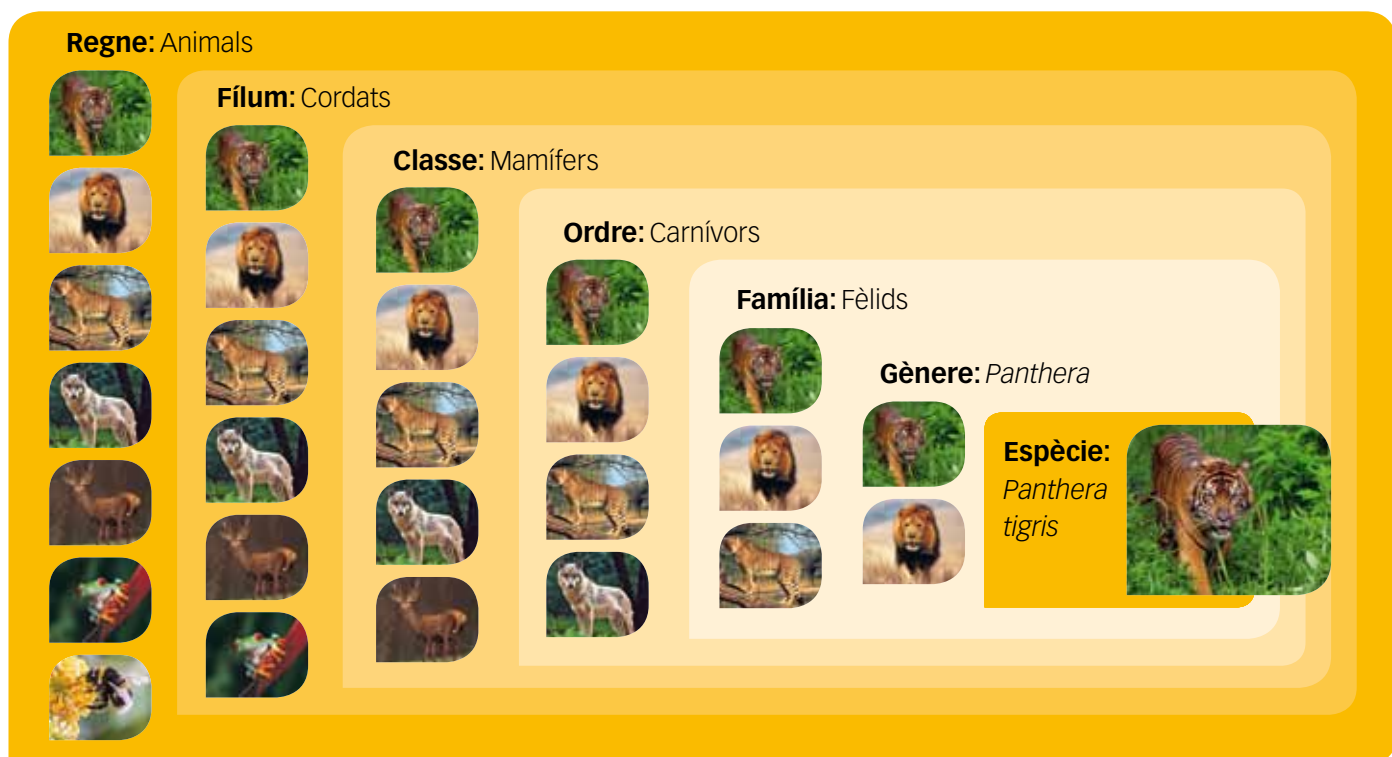 Regne: Animals
Fílum: Cordats
Classe: Mamífers
Ordre: Carnívors
Família: Fèlids
Gènere: Panthera
Espècie:
Panthera
tigris